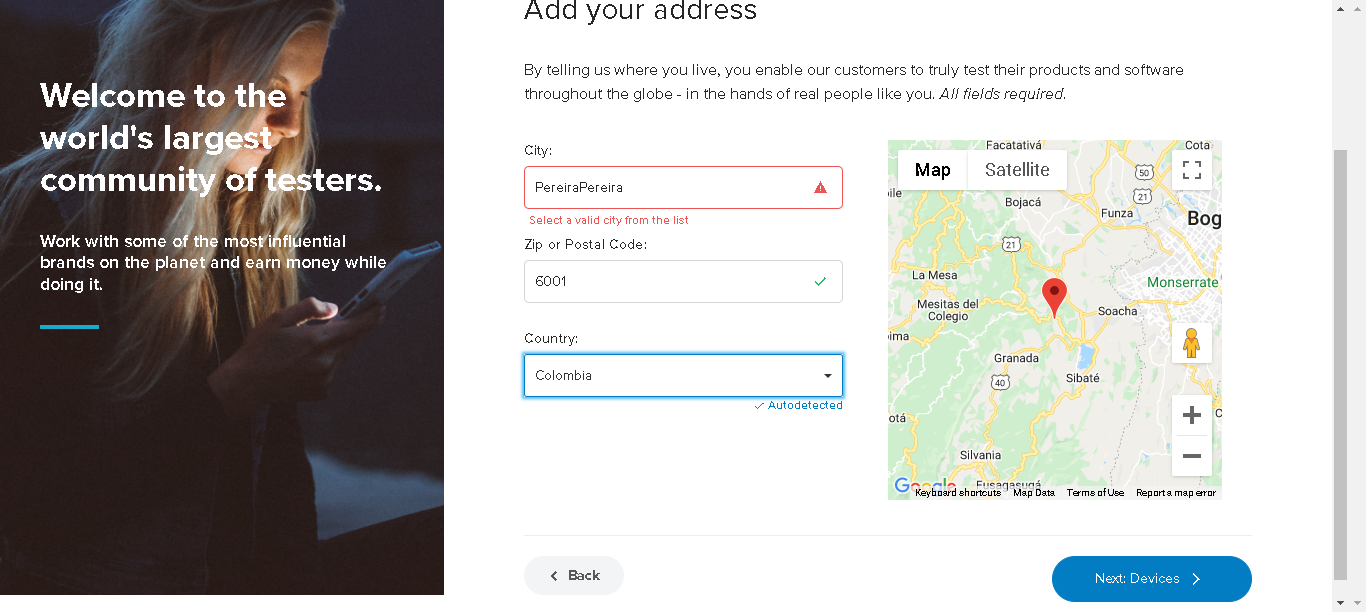 Add your address
Welcome to the
world's largest
community of testers.
Work with some of the most influential
brands on the planet and earn money while
doing it.
By telling us where you live, you enable our customers to truly test their products and software
throughout the globe - in the hands of real people like you. All fields required.
City:
PereiraPereira
Select a valid city from the list
Zip or Postal Code:
6001
Country:
Colombia
Autodetected
Map
Satellite
Facatativá
Cota
50
21
Bojacá
Funza
Bog
21
La Mesa
Monserrate
Mesitas del
Colegio
Soacha
ima
Granada
Sibaté
40
otá
C
Silvania
Fusagasugá
Google
Keyboard shortcuts
Map Data
Terms of Use
Report a map error
Back
Next: Devices